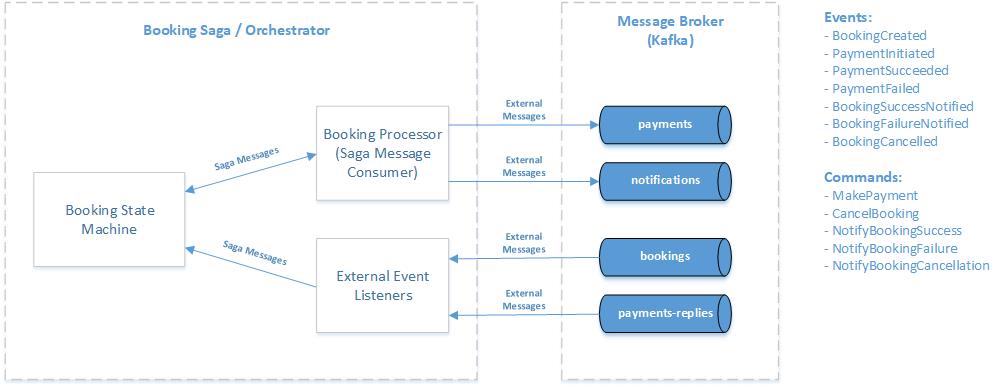 Booking Saga / Orchestrator
Message Broker
(Kafka)
Booking State
Machine
Saga Messages
Saga Messages
Booking Processor
(Saga Message
Consumer)
External Event
Listeners
External
Messages
External
Messages
External
Messages
External
Messages
payments
notifications
bookings
payments-replies
Events:
- BookingCreated
- PaymentInitiated
- PaymentSucceeded
- PaymentFailed
- BookingSuccessNotified
- BookingFailureNotified
- BookingCancelled
Commands:
- MakePayment
- CancelBooking
- NotifyBookingSuccess
- NotifyBookingFailure
- NotifyBookingCancellation